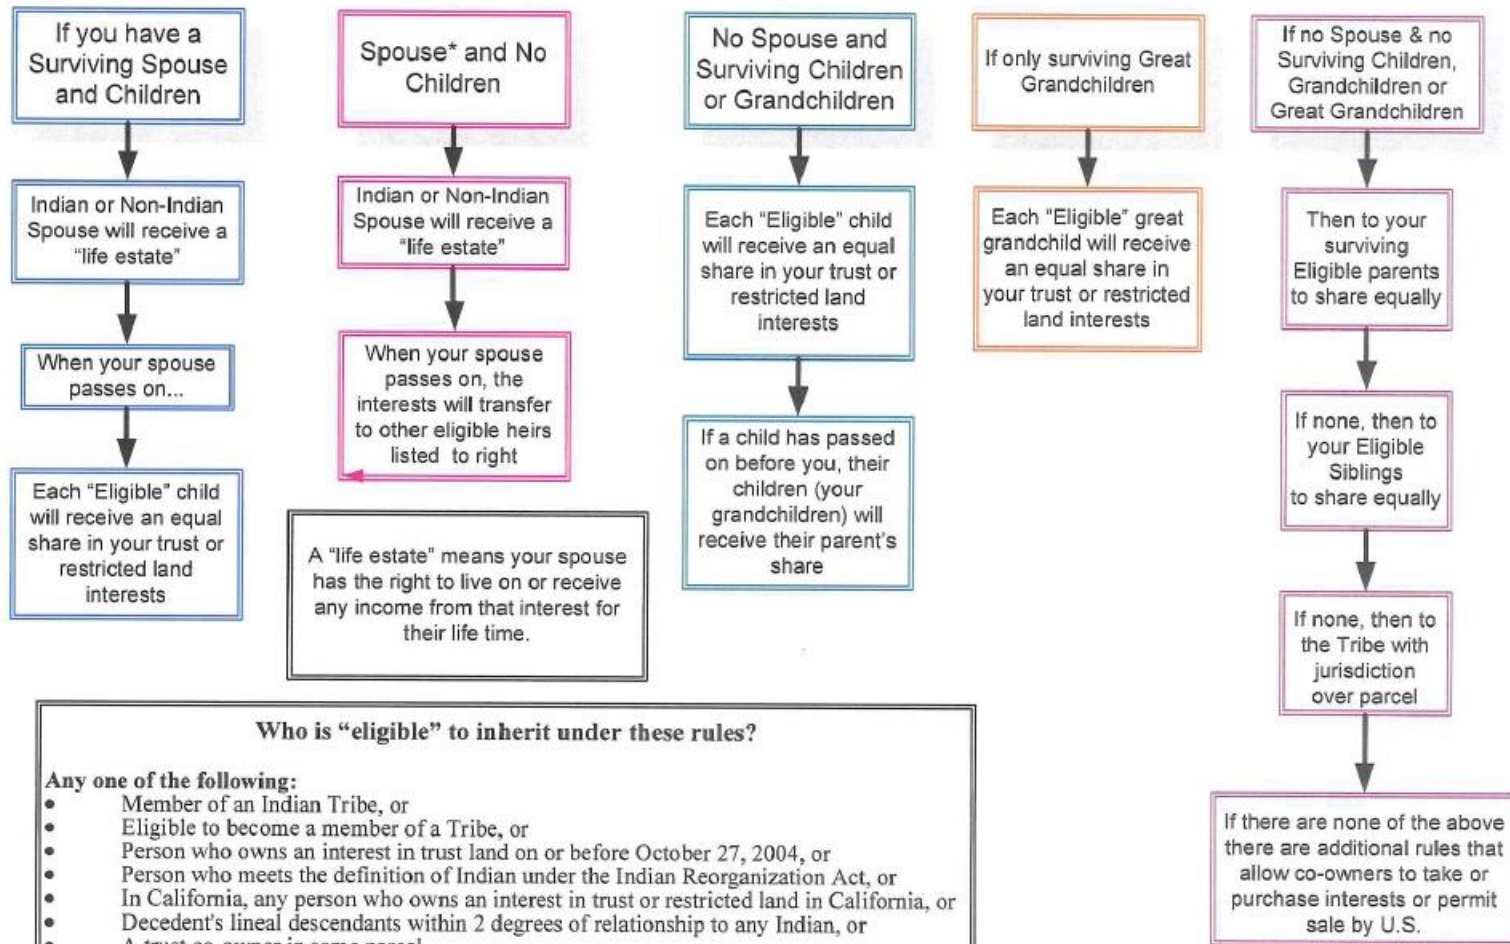 If you have a
Surviving Spouse
and Children
Indian or Non-Indian
Spouse will receive a
"life estate"
When your spouse
passes on...
Each "Eligible" child
will receive an equal
share in your trust or
restricted land
interests
Spouse* and No
Children
Indian or Non-Indian
Spouse will receive a
"life estate"
When your spouse
passes on, the
interests will transfer
to other eligible heirs
listed to right
A "life estate" means your spouse
has the right to live on or receive
any income from that interest for
their life time.
No Spouse and
Surviving Children
or Grandchildren
Each "Eligible" child
will receive an equal
share in your trust or
restricted land
interests
If a child has passed
on before you, their
children (your
grandchildren) will
receive their parent's
share
If only surviving Great
Grandchildren
Each "Eligible" great
grandchild will receive
an equal share in
your trust or restricted
land interests
If no Spouse & no
Surviving Children,
Grandchildren or
Great Grandchildren
Then to your
surviving
Eligible parents
to share equally
If none, then to
your Eligible
Siblings
to share equally
If none, then to
the Tribe with
jurisdiction
over parcel
If there are none of the above
there are additional rules that
allow co-owners to take or
purchase interests or permit
sale by U.S.
Who is "eligible" to inherit under these rules?
Any one of the following:
• Member of an Indian Tribe, or
• Eligible to become a member of a Tribe, or
• Person who owns an interest in trust land on or before October 27, 2004, or
• Person who meets the definition of Indian under the Indian Reorganization Act, or
• In California, any person who owns an interest in trust or restricted land in California, or
• Decedent's lineal descendants within 2 degrees of relationship to any Indian, or
• A trust co-owner in same parcel